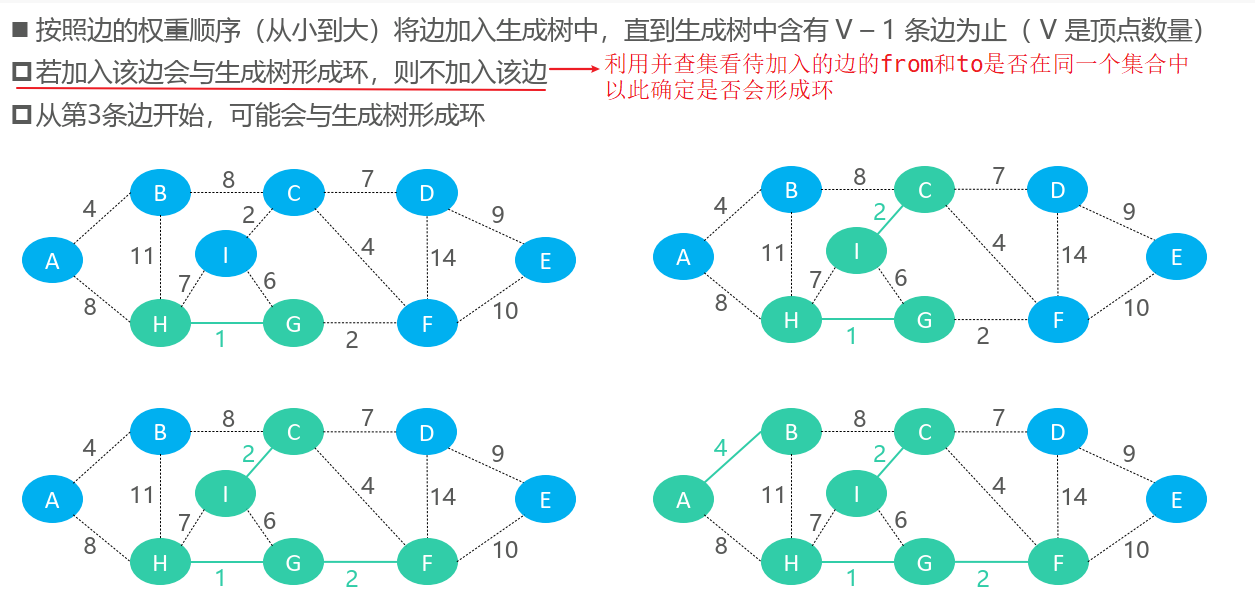 ■ 按照边的权重顺序（从小到大）将边加入生成树中，直到生成树中含有 V – 1 条边为止（ V 是顶点数量）
若加入该边会与生成树形成环，则不加入该边
利用并查集看待加入的边的from和to是否在同一个集合中
以此确定是否会形成环
从第3条边开始，可能会与生成树形成环
B 8 C 7 D
4 2 9
A 11 I 4 14 E
8 7 6 10
H 1 G 2 F
B 8 C 7 D
4 2 9
A 11 I 4 14 E
8 7 6 10
H 1 G 2 F
B 8 C 7 D
4 2 9
A 11 I 4 14 E
8 7 6 10
H 1 G 2 F
B 8 C 7 D
4 2 9
A 11 I 4 14 E
8 7 6 10
H 1 G 2 F